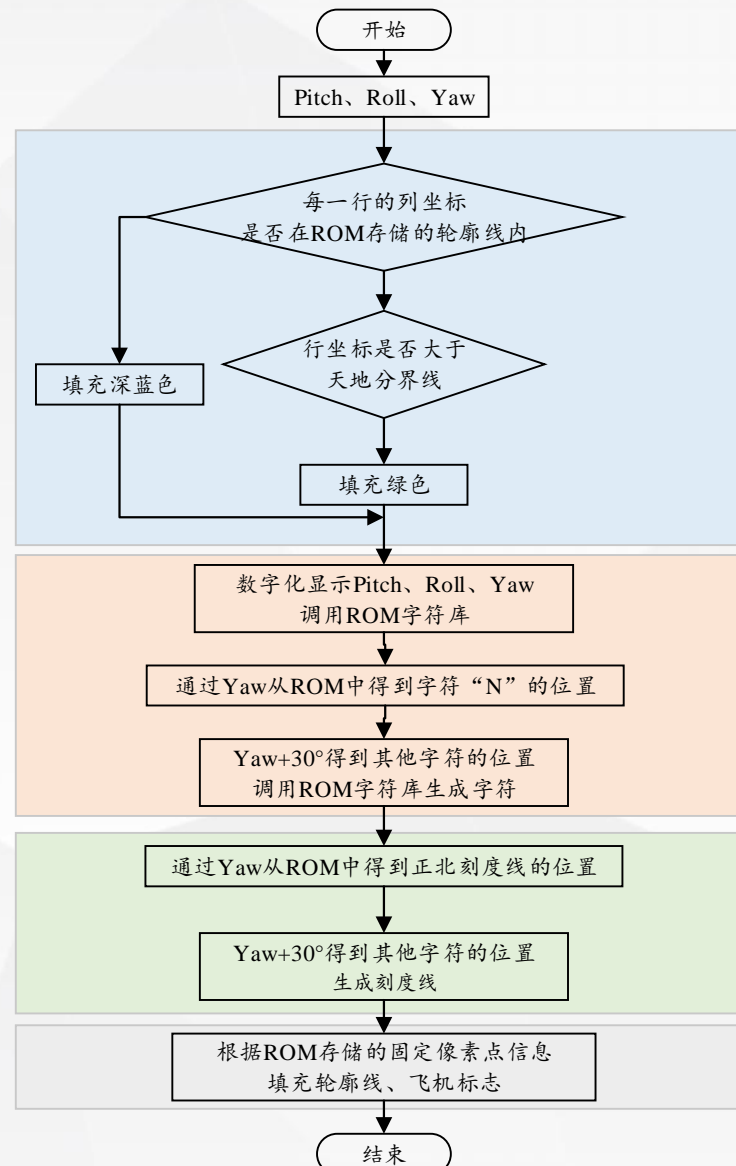 开始
Pitch、Roll、Yaw
每一行的列坐标
是否在ROM存储的轮廓线内
行坐标是否大于
天地分界线
填充深蓝色
填充绿色
数字化显示Pitch、Roll、Yaw
调用ROM字符库
通过Yaw从ROM中得到字符“N”的位置
Yaw+30°得到其他字符的位置
调用ROM字符库生成字符
通过Yaw从ROM中得到正北刻度线的位置
Yaw+30°得到其他字符的位置
生成刻度线
根据ROM存储的固定像素点信息
填充轮廓线、飞机标志
结束